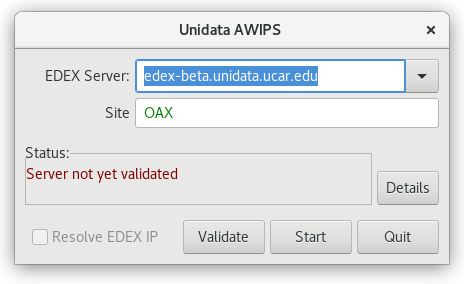 Unidata AWIPS
EDEX Server: edex-beta.unidata.ucar.edu
Site OAX
Status:
Server not yet validated
Details
Resolve EDEX IP Validate Start Quit